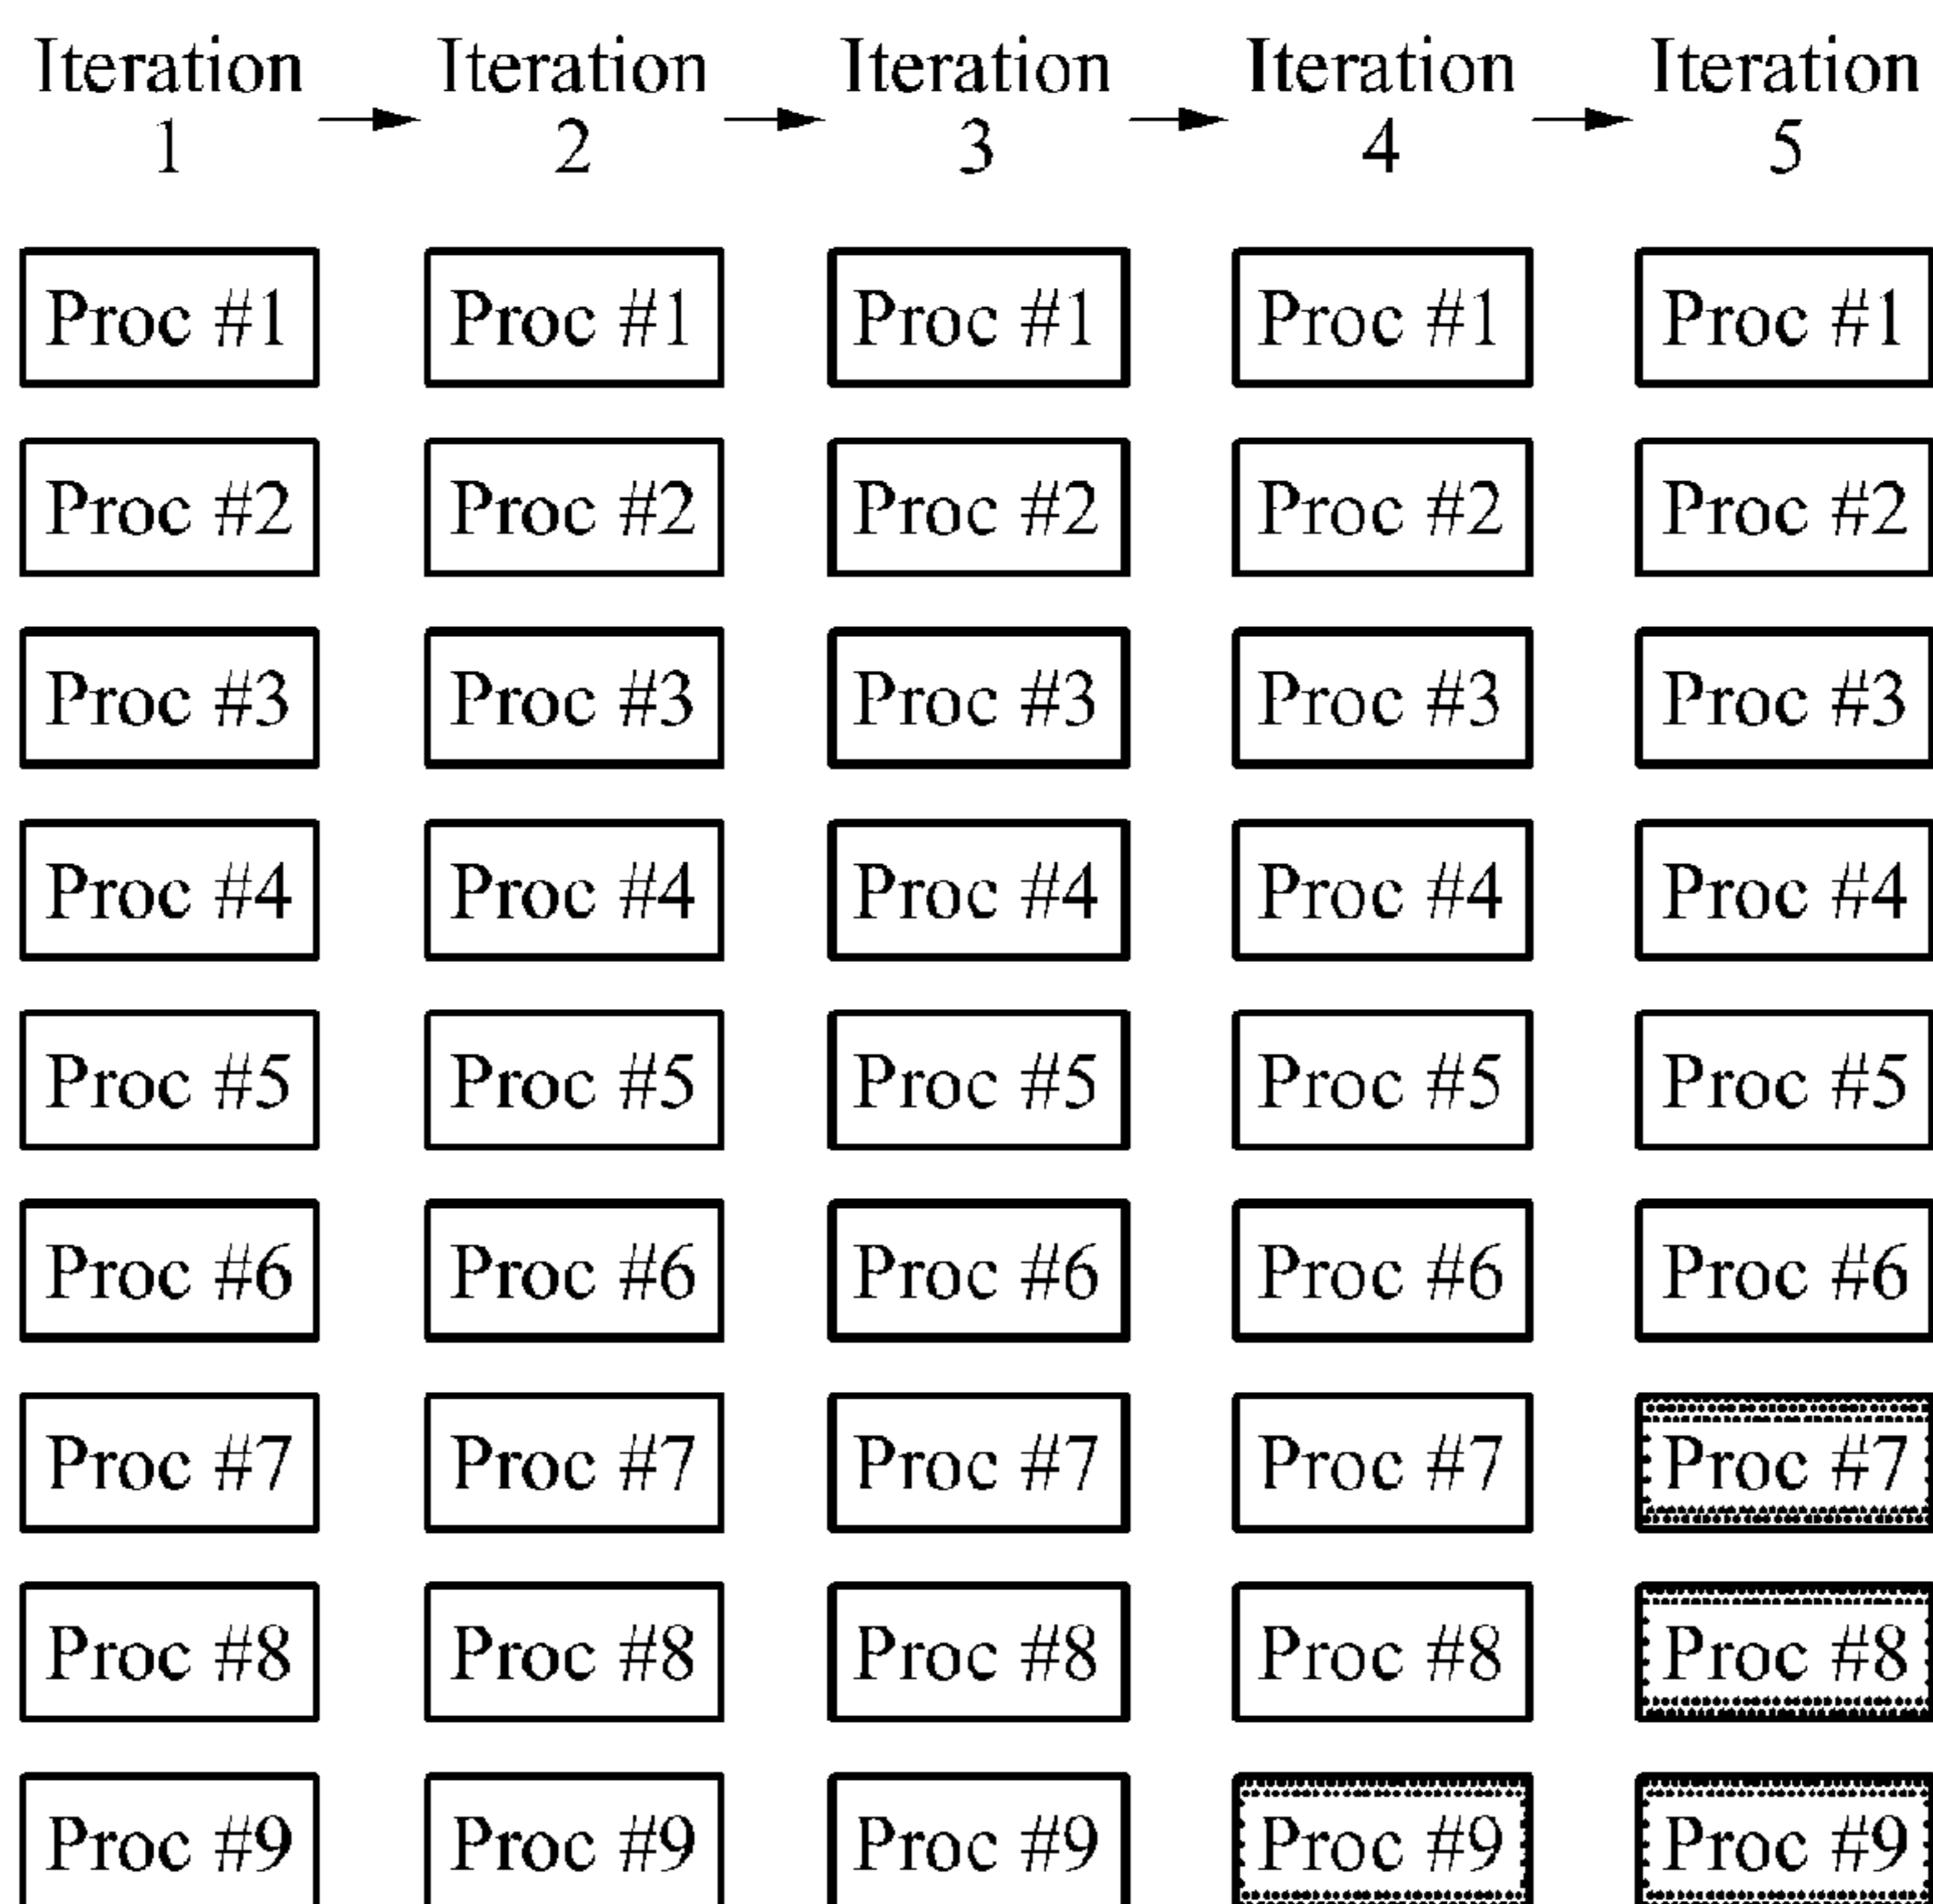 Iteration Iteration Iteration Iteration Iteration
1 2 3 4 5
Proc #1 Proc #1 Proc #1 Proc #1 Proc #1
Proc #2 Proc #2 Proc #2 Proc #2 Proc #2
Proc #3 Proc #3 Proc #3 Proc #3 Proc #3
Proc #4 Proc #4 Proc #4 Proc #4 Proc #4
Proc #5 Proc #5 Proc #5 Proc #5 Proc #5
Proc #6 Proc #6 Proc #6 Proc #6 Proc #6
Proc #7 Proc #7 Proc #7 Proc #7 Proc #7
Proc #8 Proc #8 Proc #8 Proc #8 Proc #8
Proc #9 Proc #9 Proc #9 Proc #9 Proc #9